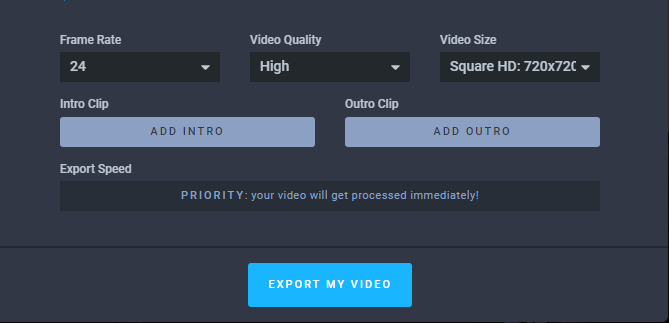 Frame Rate Video Quality Video Size
24 High Square HD: 720x720
Intro Clip Outro Clip
ADD INTRO ADD OUTRO
Export Speed
PRIORITY: your video will get processed immediately!
EXPORT MY VIDEO